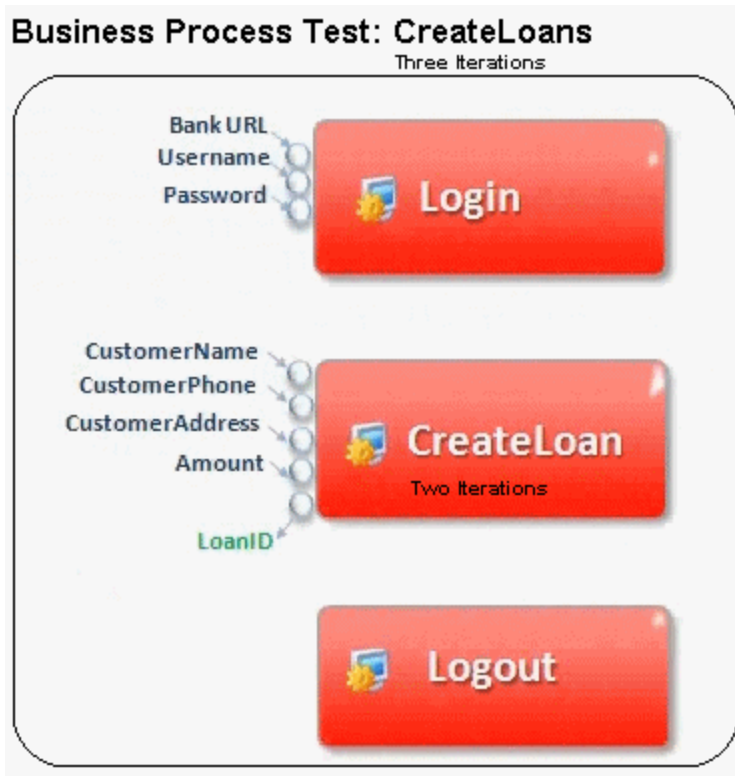 Business Process Test: CreateLoans
Three Iterations
Bank URL
Username
Password
Login
CustomerName
CustomerPhone
CustomerAddress
Amount
LoanID
CreateLoan
Two Iterations
Logout